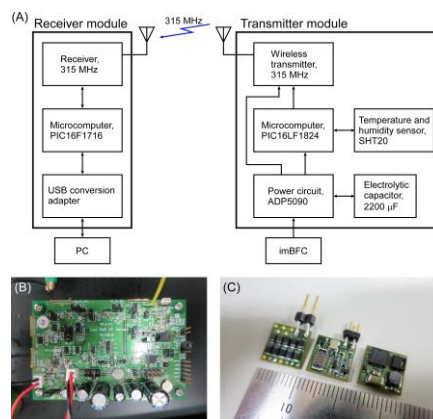 (A)
Receiver module
315 MHz
Transmitter module
Receiver,
315 MHz
Wireless
transmitter,
315 MHz
Microcomputer,
PIC16F1716
Microcomputer,
PIC16LF1824
Temperature and
humidity sensor,
SHT20
USB conversion
adapter
Power circuit,
ADP5090
Electrolytic
capacitor,
2200 μF
PC
imBFC
(B)
(C)
10